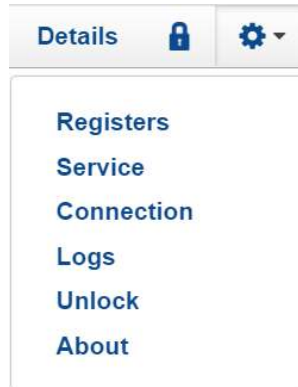 Details
Registers
Service
Connection
Logs
Unlock
About